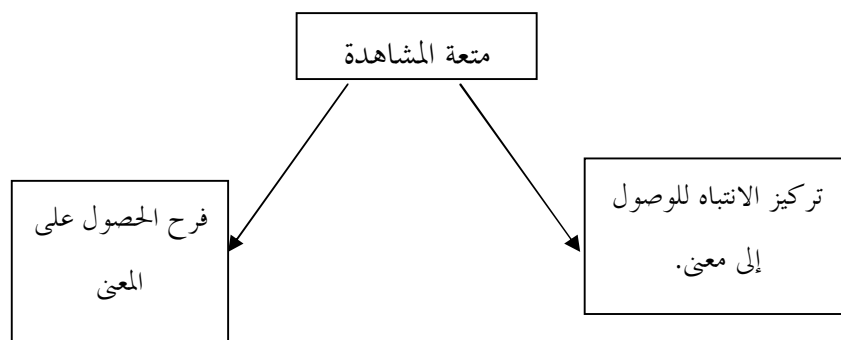 متعة المشاهدة
تركيز الانتباه للوصول
إلى معنى.
فرح الحصول على
المعنى